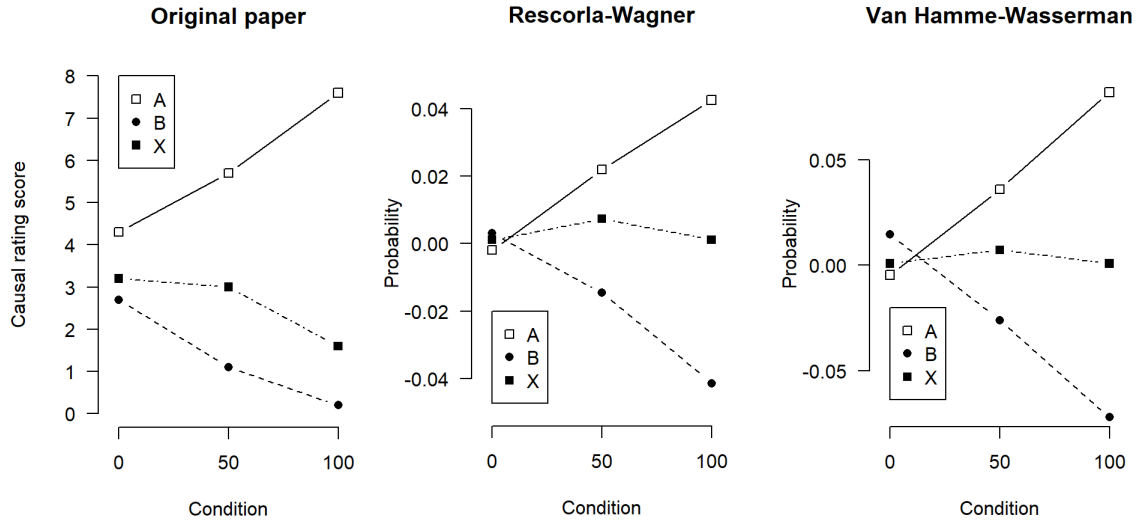 Original paper
Rescorla-Wagner
Van Hamme-Wasserman
Causal rating score
8
7
6
5
4
3
2
1
0
A
B
X
0 50 100
Condition
Probability
0.04
0.02
0.00
-0.02
-0.04
A
B
X
0 50 100
Condition
Probability
0.05
0.00
-0.05
A
B
X
0 50 100
Condition